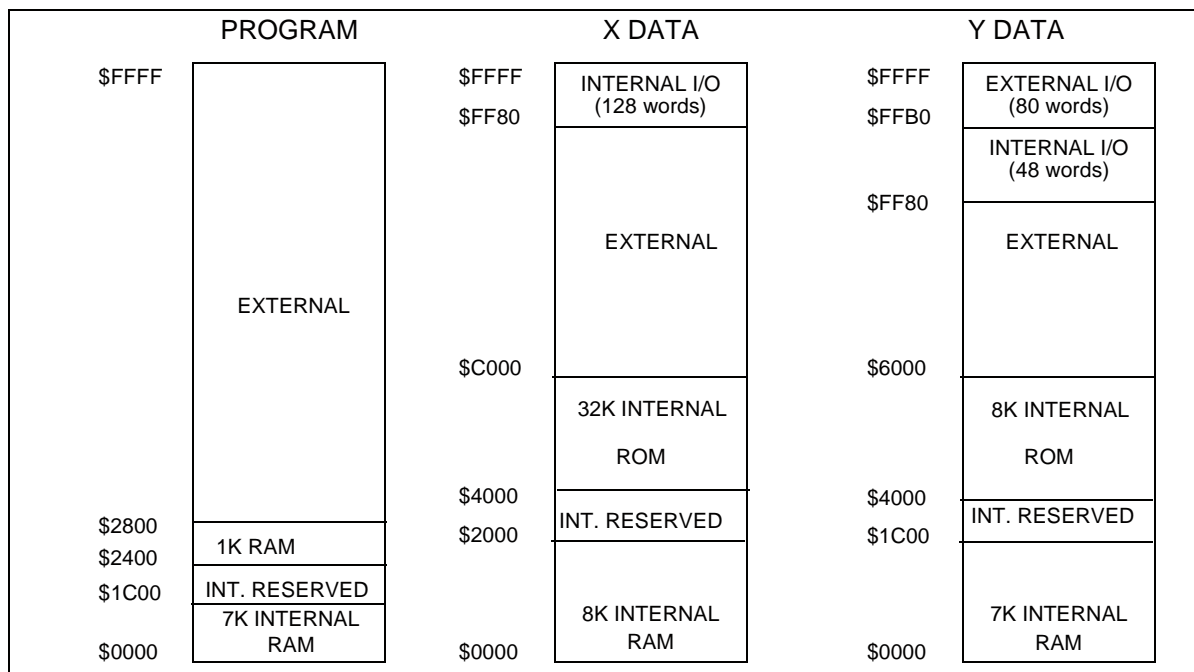 PROGRAM
$FFFF
EXTERNAL
$2800
1K RAM
$2400
INT. RESERVED
$1C00
7K INTERNAL
RAM
$0000
X DATA
$FFFF
INTERNAL I/O
(128 words)
$FF80
EXTERNAL
$C000
32K INTERNAL
ROM
$4000
INT. RESERVED
$2000
8K INTERNAL
RAM
$0000
Y DATA
$FFFF
EXTERNAL I/O
(80 words)
$FFB0
INTERNAL I/O
(48 words)
$FF80
EXTERNAL
$6000
8K INTERNAL
ROM
$4000
INT. RESERVED
$1C00
7K INTERNAL
RAM
$0000